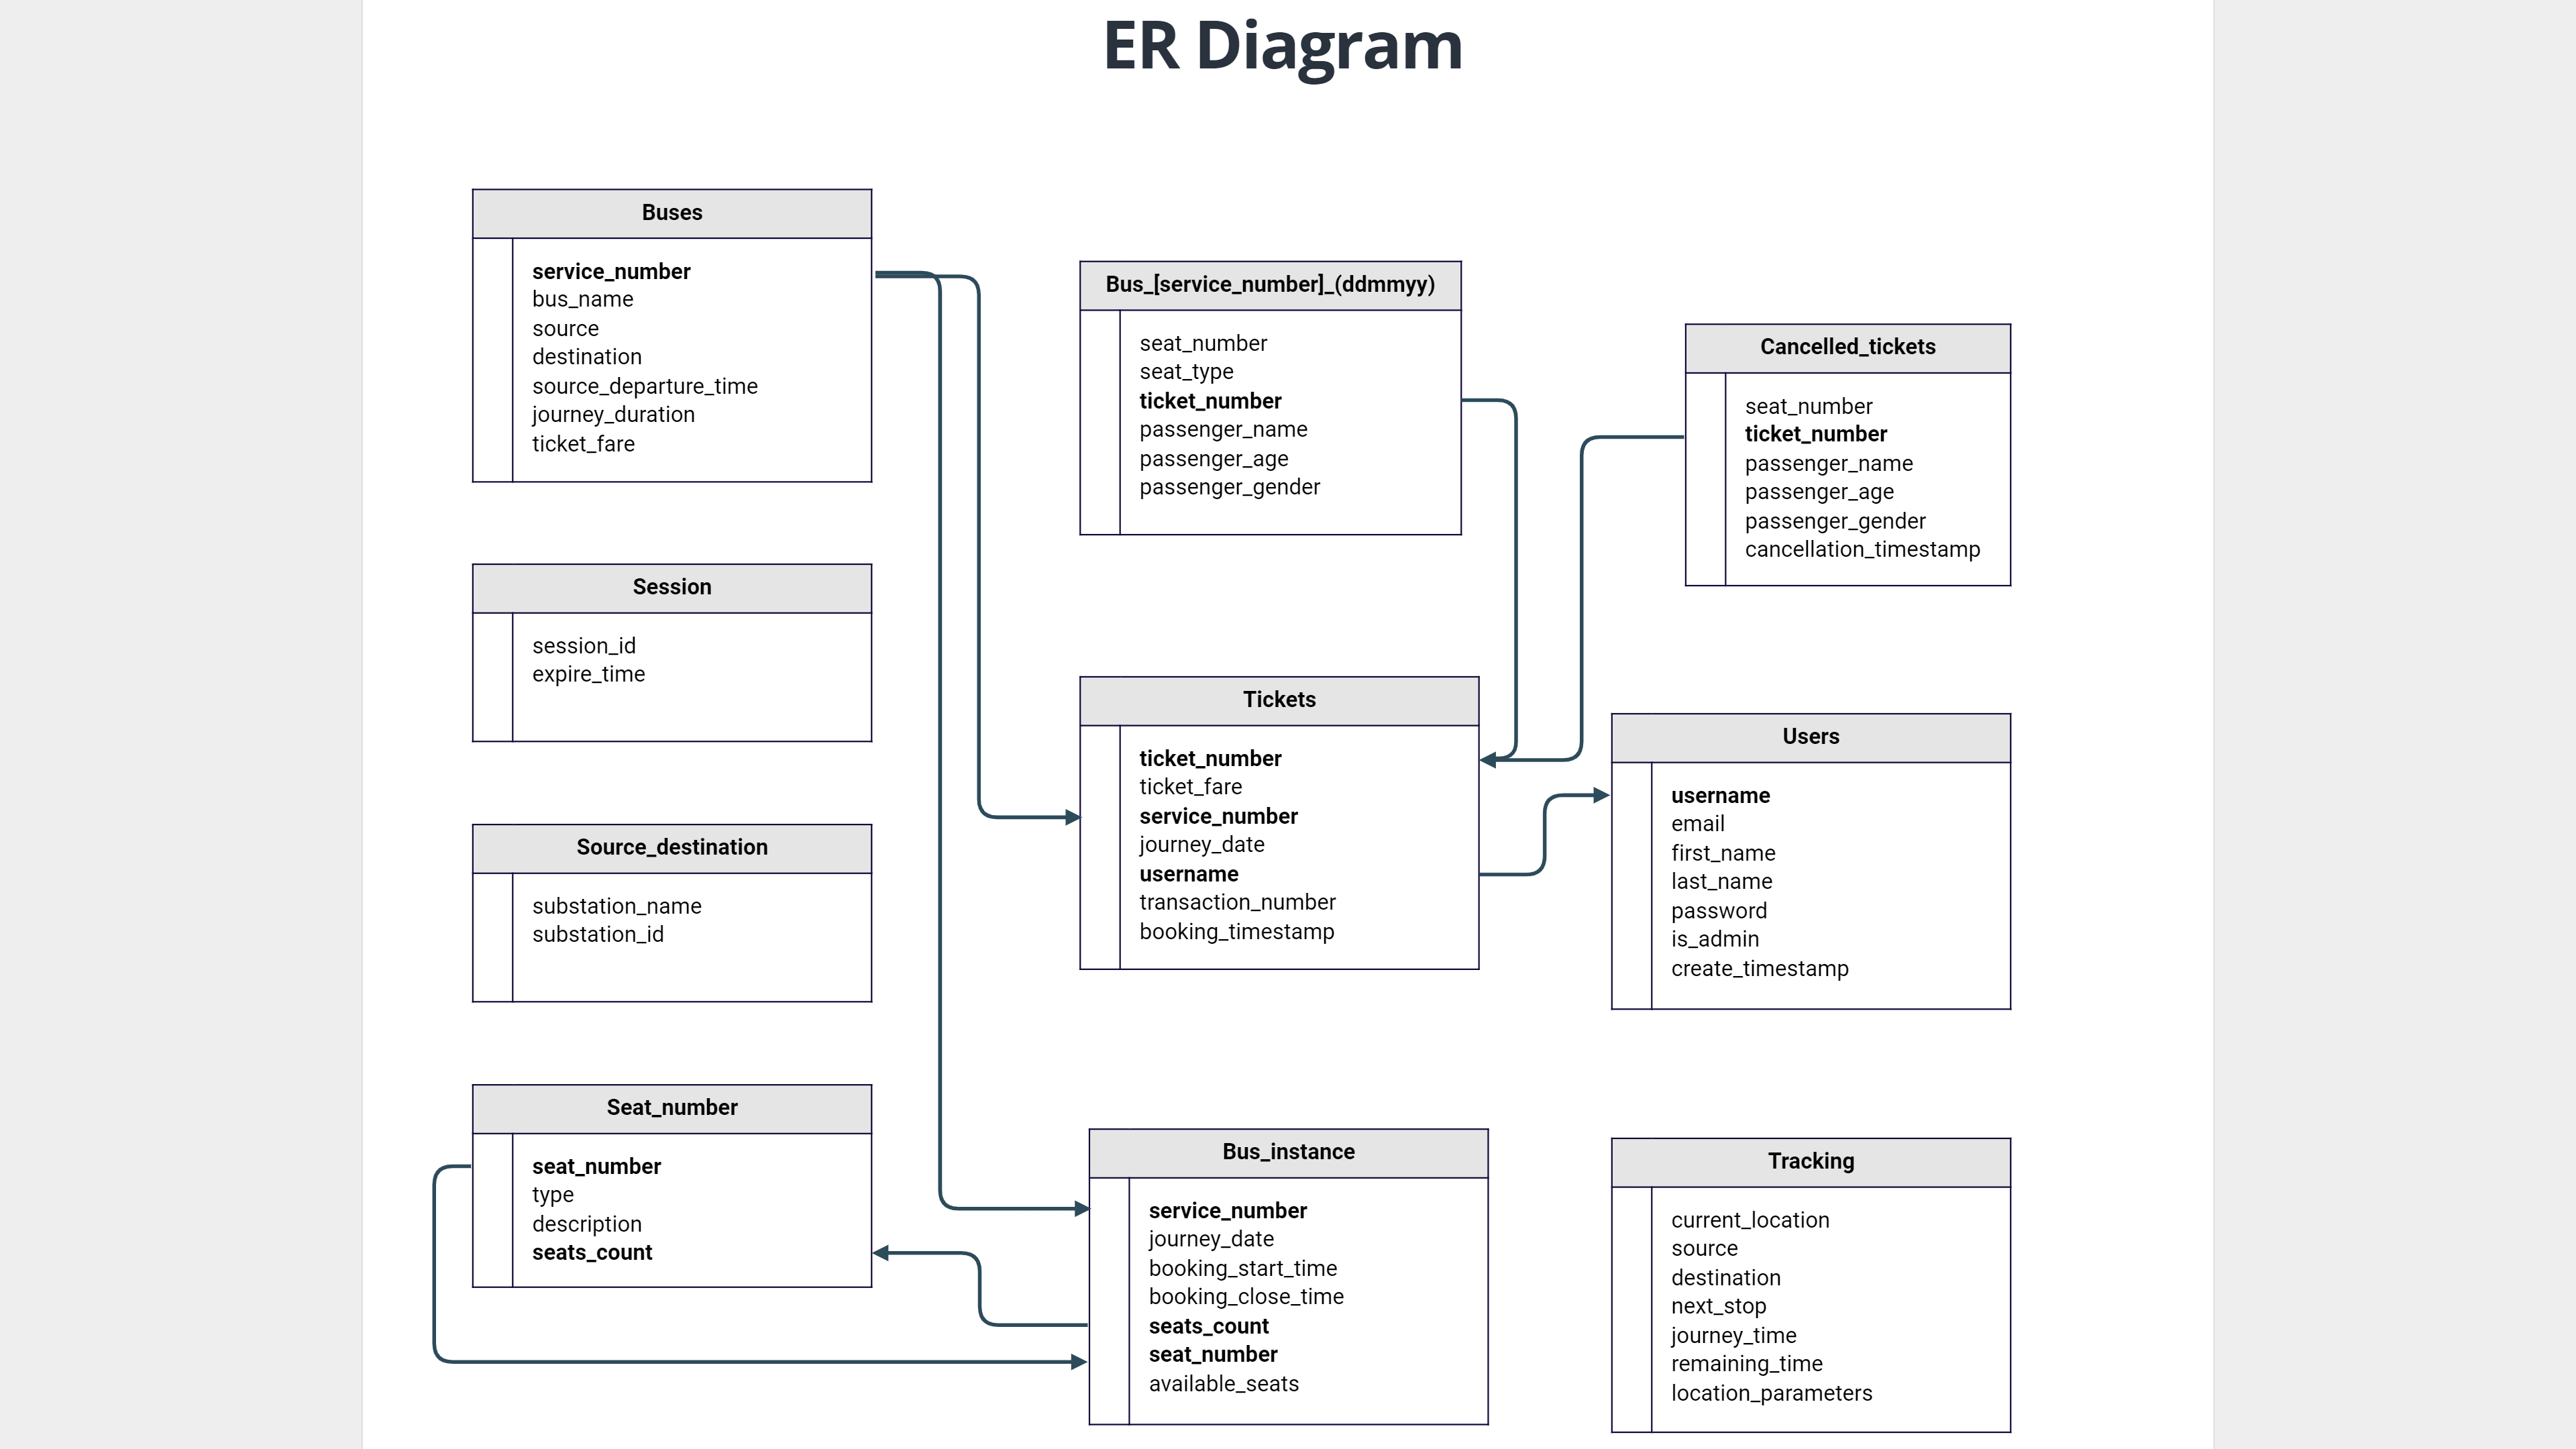 ER Diagram
Buses
service_number
bus_name
source
destination
source_departure_time
journey_duration
ticket_fare
Bus_[service_number]_(ddmmyy)
seat_number
seat_type
ticket_number
passenger_name
passenger_age
passenger_gender
Cancelled_tickets
seat_number
ticket_number
passenger_name
passenger_age
passenger_gender
cancellation_timestamp
Session
session_id
expire_time
Tickets
ticket_number
ticket_fare
service_number
journey_date
username
transaction_number
booking_timestamp
Users
username
email
first_name
last_name
password
is_admin
create_timestamp
Source_destination
substation_name
substation_id
Seat_number
seat_number
type
description
seats_count
Bus_instance
service_number
journey_date
booking_start_time
booking_close_time
seats_count
seat_number
available_seats
Tracking
current_location
source
destination
next_stop
journey_time
remaining_time
location_parameters